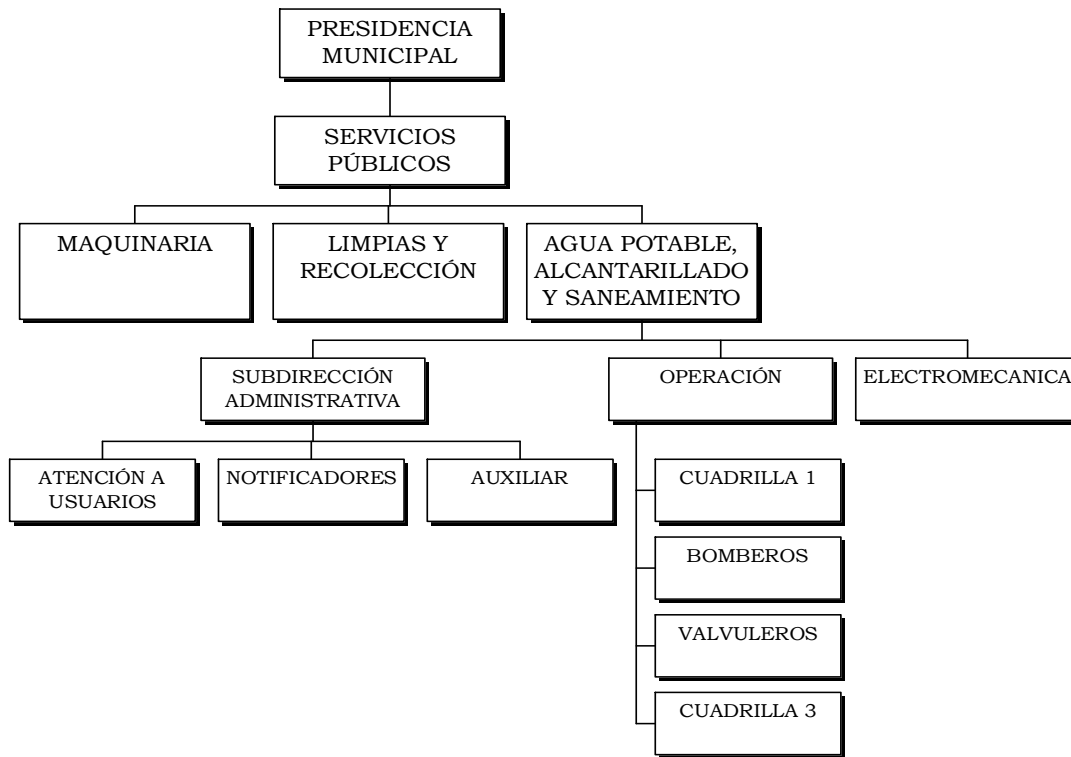 PRESIDENCIA
MUNICIPAL
SERVICIOS
PÚBLICOS
MAQUINARIA
LIMPIAS Y
RECOLECCIÓN
AGUA POTABLE,
ALCANTARILLADO
Y SANEAMIENTO
SUBDIRECCIÓN
ADMINISTRATIVA
OPERACIÓN
ELECTROMECANICA
ATENCIÓN A
USUARIOS
NOTIFICADORES
AUXILIAR
CUADRILLA 1
BOMBEROS
VALVULEROS
CUADRILLA 3